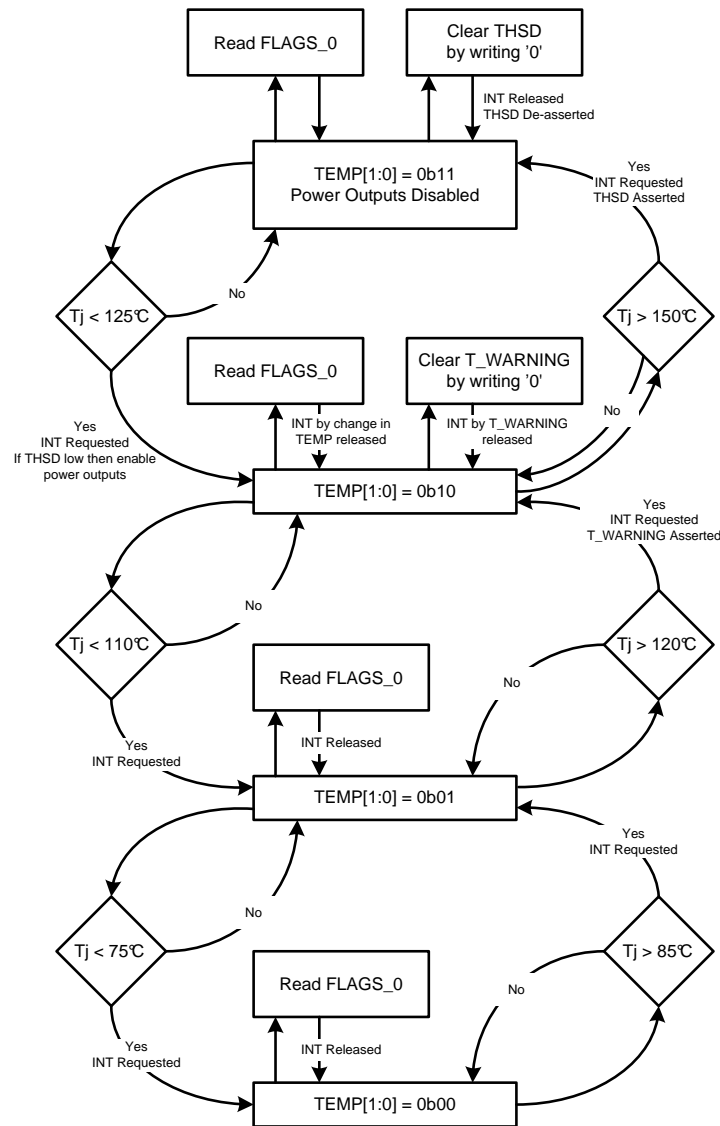 Read FLAGS_0
Clear THSD
by writing '0'
INT Released
THSD De-asserted
TEMP[1:0] = 0b11
Power Outputs Disabled
Yes
INT Requested
THSD Asserted
Tj < 125℃
No
No
Tj > 150℃
Read FLAGS_0
Clear T_WARNING
by writing '0'
No
Yes
INT Requested
If THSD low then enable
power outputs
INT by change in
TEMP released
INT by T_WARNING
released
TEMP[1:0] = 0b10
Yes
INT Requested
T_WARNING Asserted
Tj < 110℃
No
Tj > 120℃
Read FLAGS_0
No
Yes
INT Requested
INT Released
TEMP[1:0] = 0b01
Yes
INT Requested
Tj < 75℃
No
Tj > 85℃
Read FLAGS_0
No
Yes
INT Requested
INT Released
TEMP[1:0] = 0b00